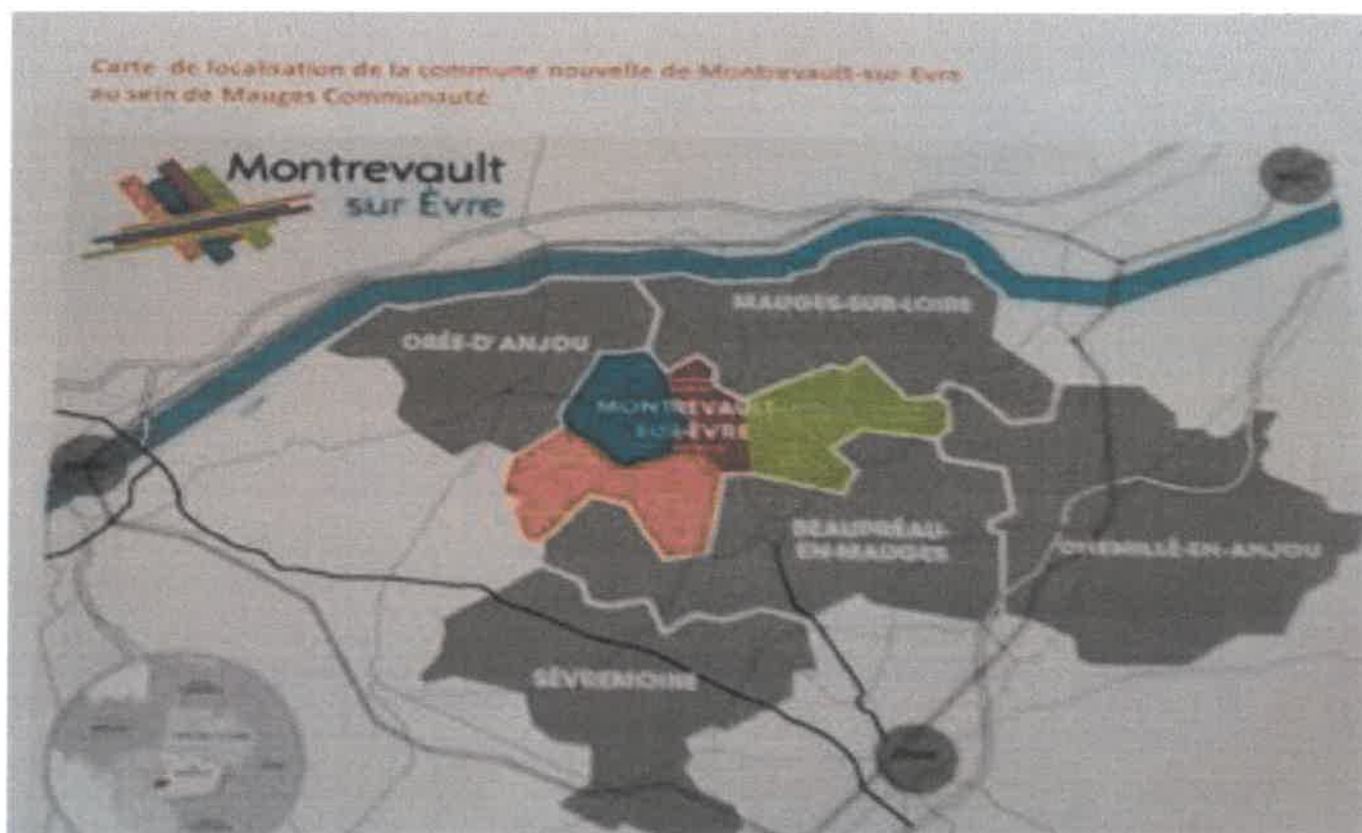 Carte de localisation de la commune nouvelle de Montrevault-sur-Evre
au sein de Mauges Communauté
Montrevault
sur Èvre
MAUGES-SUR-LOIRE
ORÉE-D'ANJOU
MONTREVAULT-
SUR-ÈVRE
BEAUPRÉAU-
EN-MAUGES
CHEMILLÉ-EN-ANJOU
SÈVREMOINE